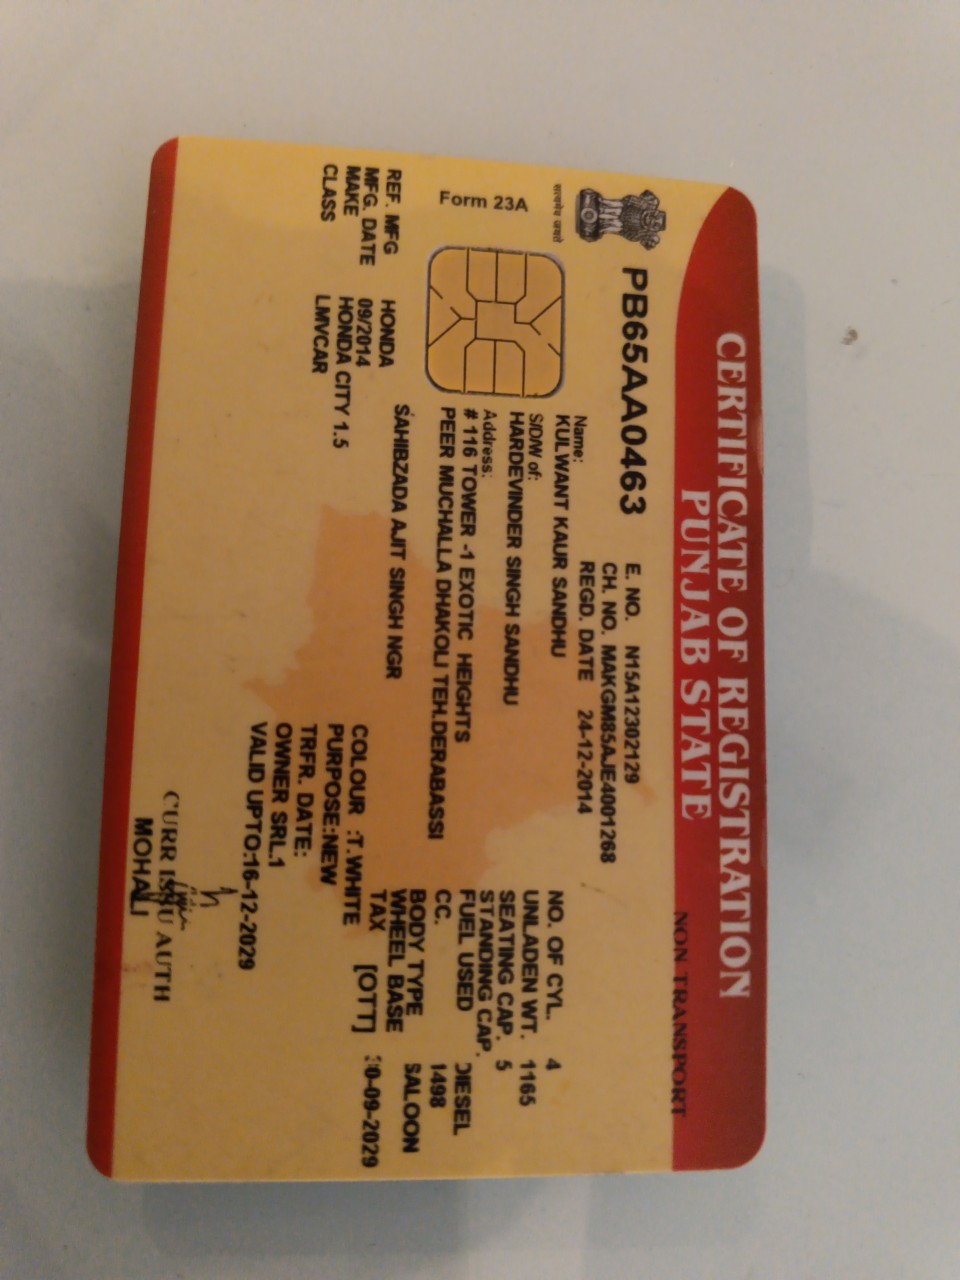 CERTIFICATE OF REGISTRATION
PUNJAB STATE
NON TRANSPORT
सत्यमेव जयते
PB65AA0463
E. NO. N15A12302129
CH. NO. MAKGM85AJE4001268
REGD. DATE 24-12-2014
Form 23A
Name:
KULWANT KAUR SANDHU
S/D/W of:
HARDEVINDER SINGH SANDHU
Address:
# 116 TOWER -1 EXOTIC HEIGHTS
PEER MUCHALLA DHAKOLI TEH.DERABASSI
SAHIBZADA AJIT SINGH NGR
NO. OF CYL. 4
UNLADEN WT. 1165
SEATING CAP. 5
STANDING CAP.
FUEL USED DIESEL
CC. 1498
BODY TYPE SALOON
WHEEL BASE
TAX [OTT] 30-09-2029
REF. MFG HONDA
MFG. DATE 09/2014
MAKE HONDA CITY 1.5
CLASS LMVCAR
COLOUR :T.WHITE
PURPOSE:NEW
TRFR. DATE:
OWNER SRL.1
VALID UPTO:16-12-2029
CURR ISSU AUTH
MOHALI